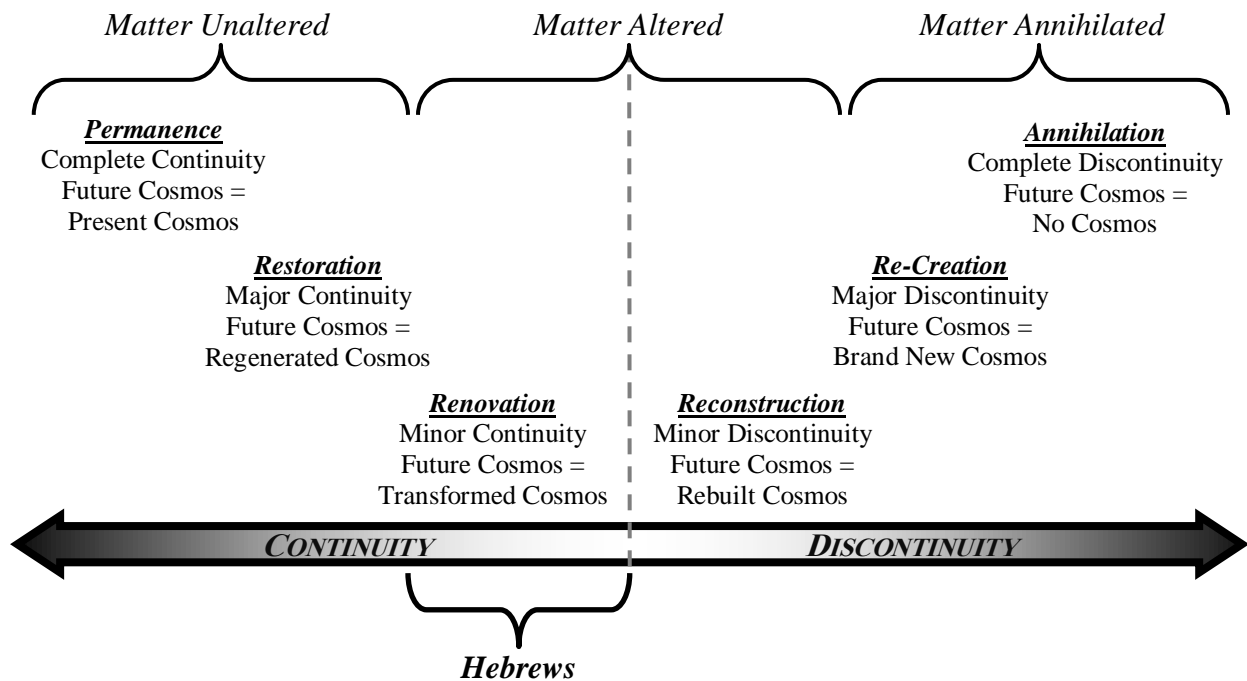 Matter Unaltered
Matter Altered
Matter Annihilated
Permanence
Complete Continuity
Future Cosmos =
Present Cosmos
Annihilation
Complete Discontinuity
Future Cosmos =
No Cosmos
Restoration
Major Continuity
Future Cosmos =
Regenerated Cosmos
Re-Creation
Major Discontinuity
Future Cosmos =
Brand New Cosmos
Renovation
Minor Continuity
Future Cosmos =
Transformed Cosmos
Reconstruction
Minor Discontinuity
Future Cosmos =
Rebuilt Cosmos
CONTINUITY
DISCONTINUITY
Hebrews